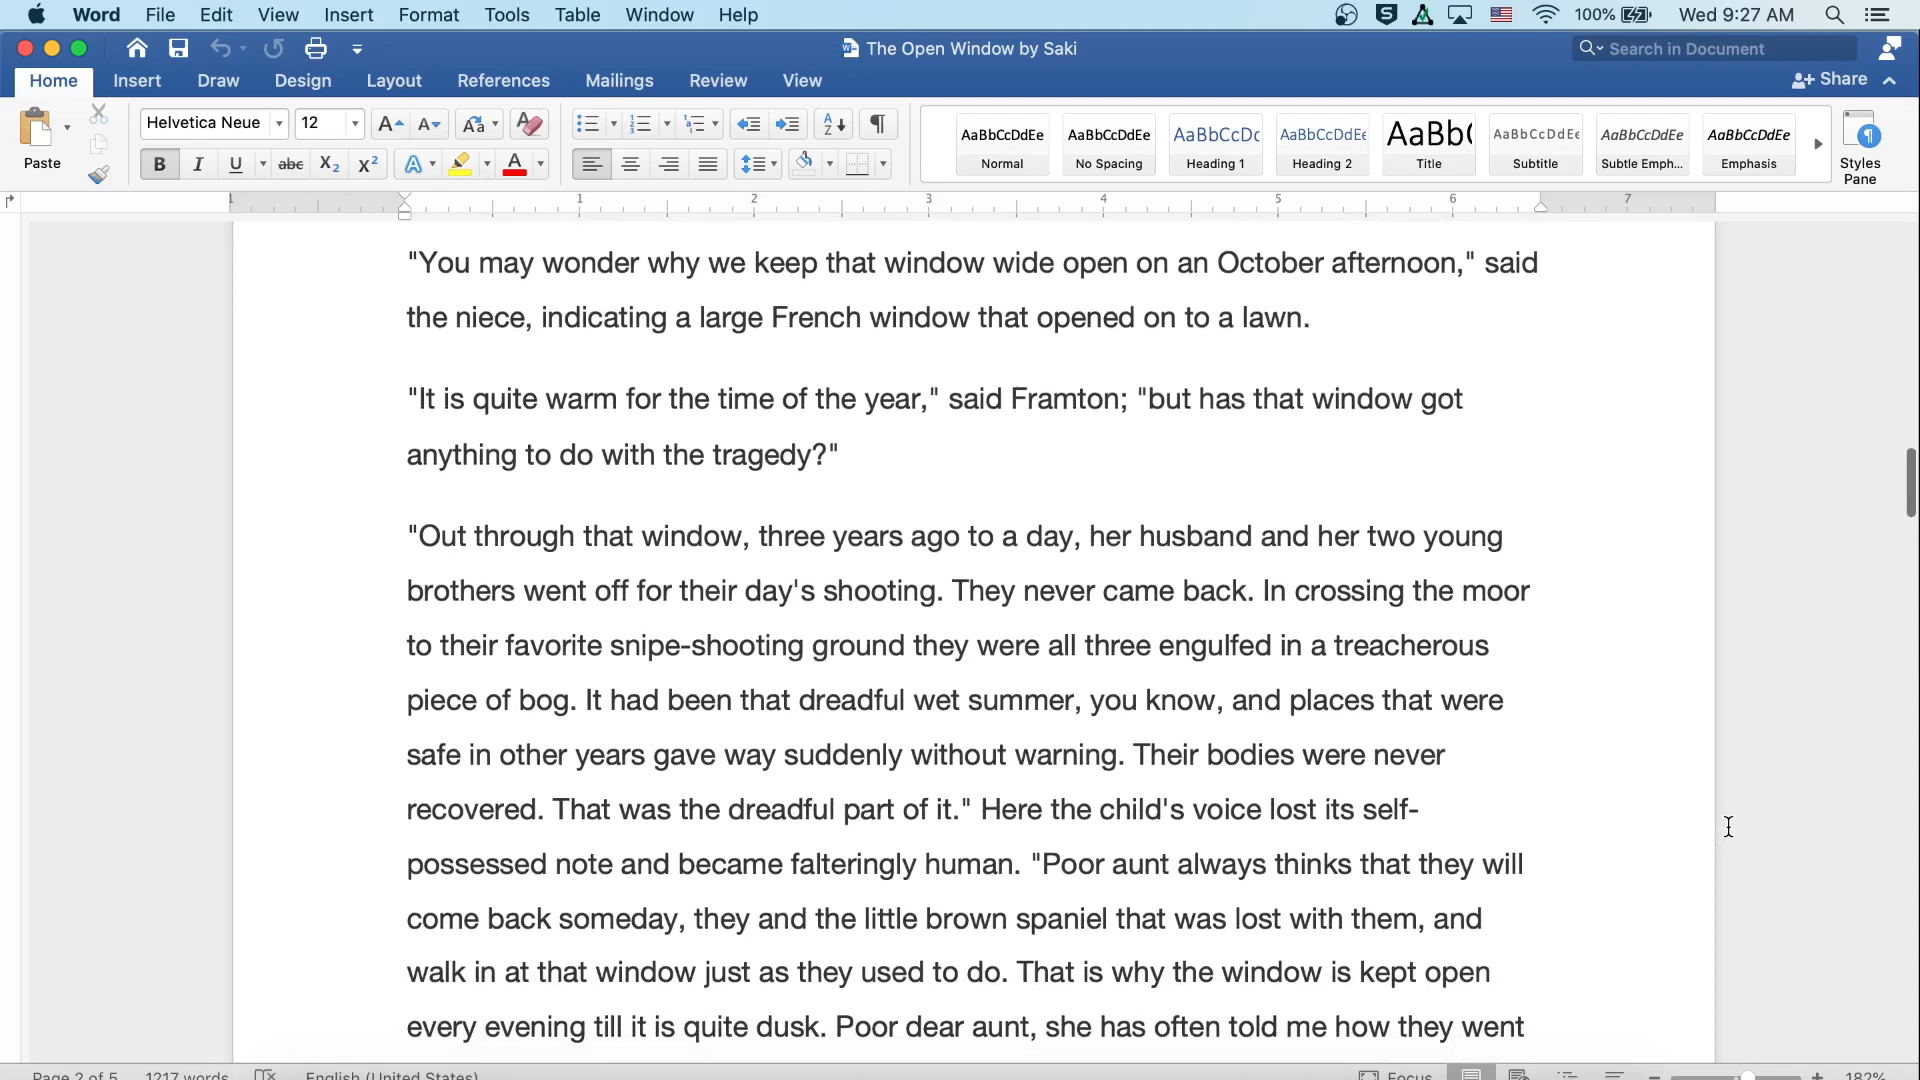 Word File Edit View Insert Format Tools Table Window Help 100% Wed 9:27 AM
The Open Window by Saki Search in Document
Home Insert Draw Design Layout References Mailings Review View Share
Helvetica Neue 12 AaBbCcDdEe AaBbCcDdEe AaBbCcDc AaBbCcDdEe AaBb( AaBbCcDdEe AaBbCcDdEe AaBbCcDdEe
Paste B I U abc X2 X2 A A Normal No Spacing Heading 1 Heading 2 Title Subtitle Subtle Emph... Emphasis Styles Pane
1 1 2 3 4 5 6 7
"You may wonder why we keep that window wide open on an October afternoon," said
the niece, indicating a large French window that opened on to a lawn.
"It is quite warm for the time of the year," said Framton; "but has that window got
anything to do with the tragedy?"
"Out through that window, three years ago to a day, her husband and her two young
brothers went off for their day's shooting. They never came back. In crossing the moor
to their favorite snipe-shooting ground they were all three engulfed in a treacherous
piece of bog. It had been that dreadful wet summer, you know, and places that were
safe in other years gave way suddenly without warning. Their bodies were never
recovered. That was the dreadful part of it." Here the child's voice lost its self-
possessed note and became falteringly human. "Poor aunt always thinks that they will
come back someday, they and the little brown spaniel that was lost with them, and
walk in at that window just as they used to do. That is why the window is kept open
every evening till it is quite dusk. Poor dear aunt, she has often told me how they went
Page 2 of 5 1217 words English (United States) Focus 182%